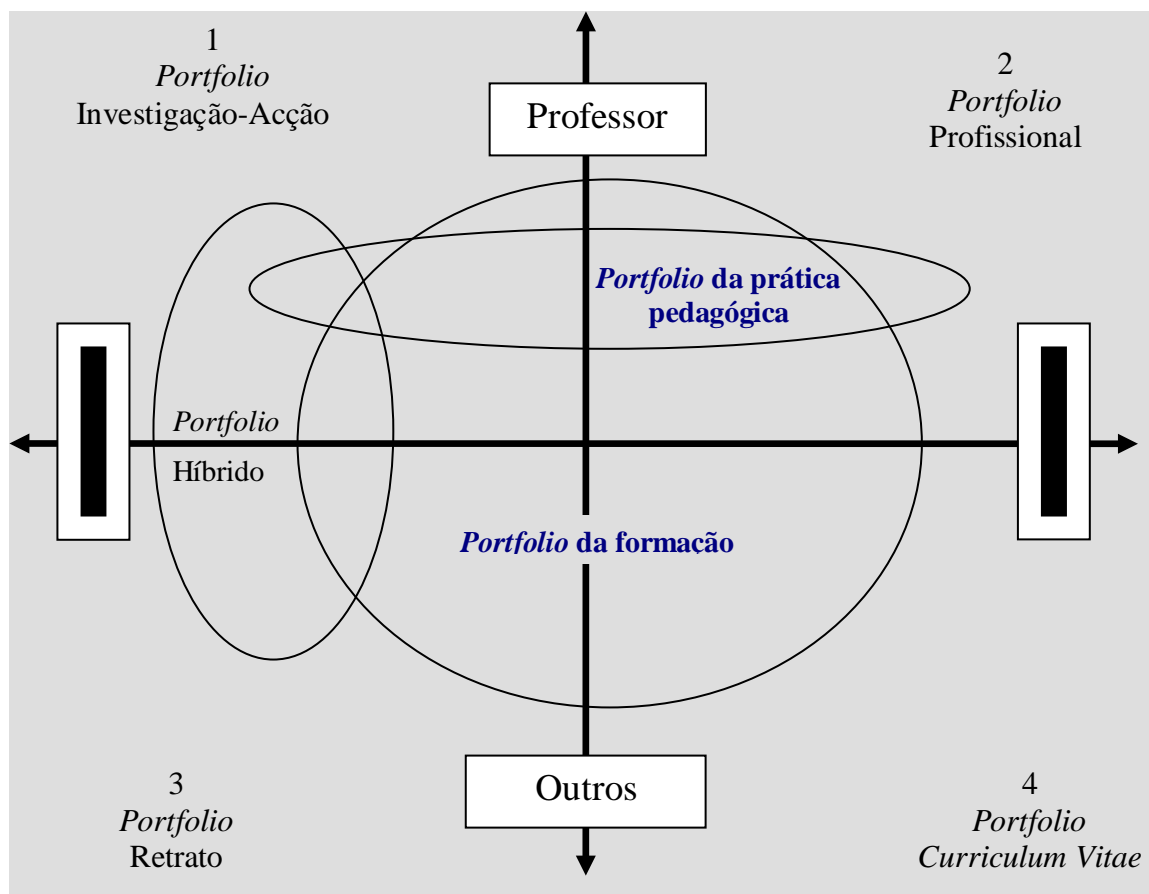 1
Portfolio
Investigação-Acção
Professor
2
Portfolio
Profissional
Portfolio da prática
pedagógica
Portfolio
Híbrido
Portfolio da formação
3
Portfolio
Retrato
Outros
4
Portfolio
Curriculum Vitae